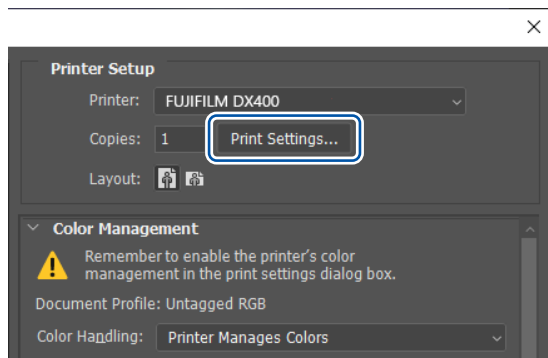 Printer Setup
Printer: FUJIFILM DX400
Copies: 1 Print Settings...
Layout:
Color Management
Remember to enable the printer's color
management in the print settings dialog box.
Document Profile: Untagged RGB
Color Handling: Printer Manages Colors